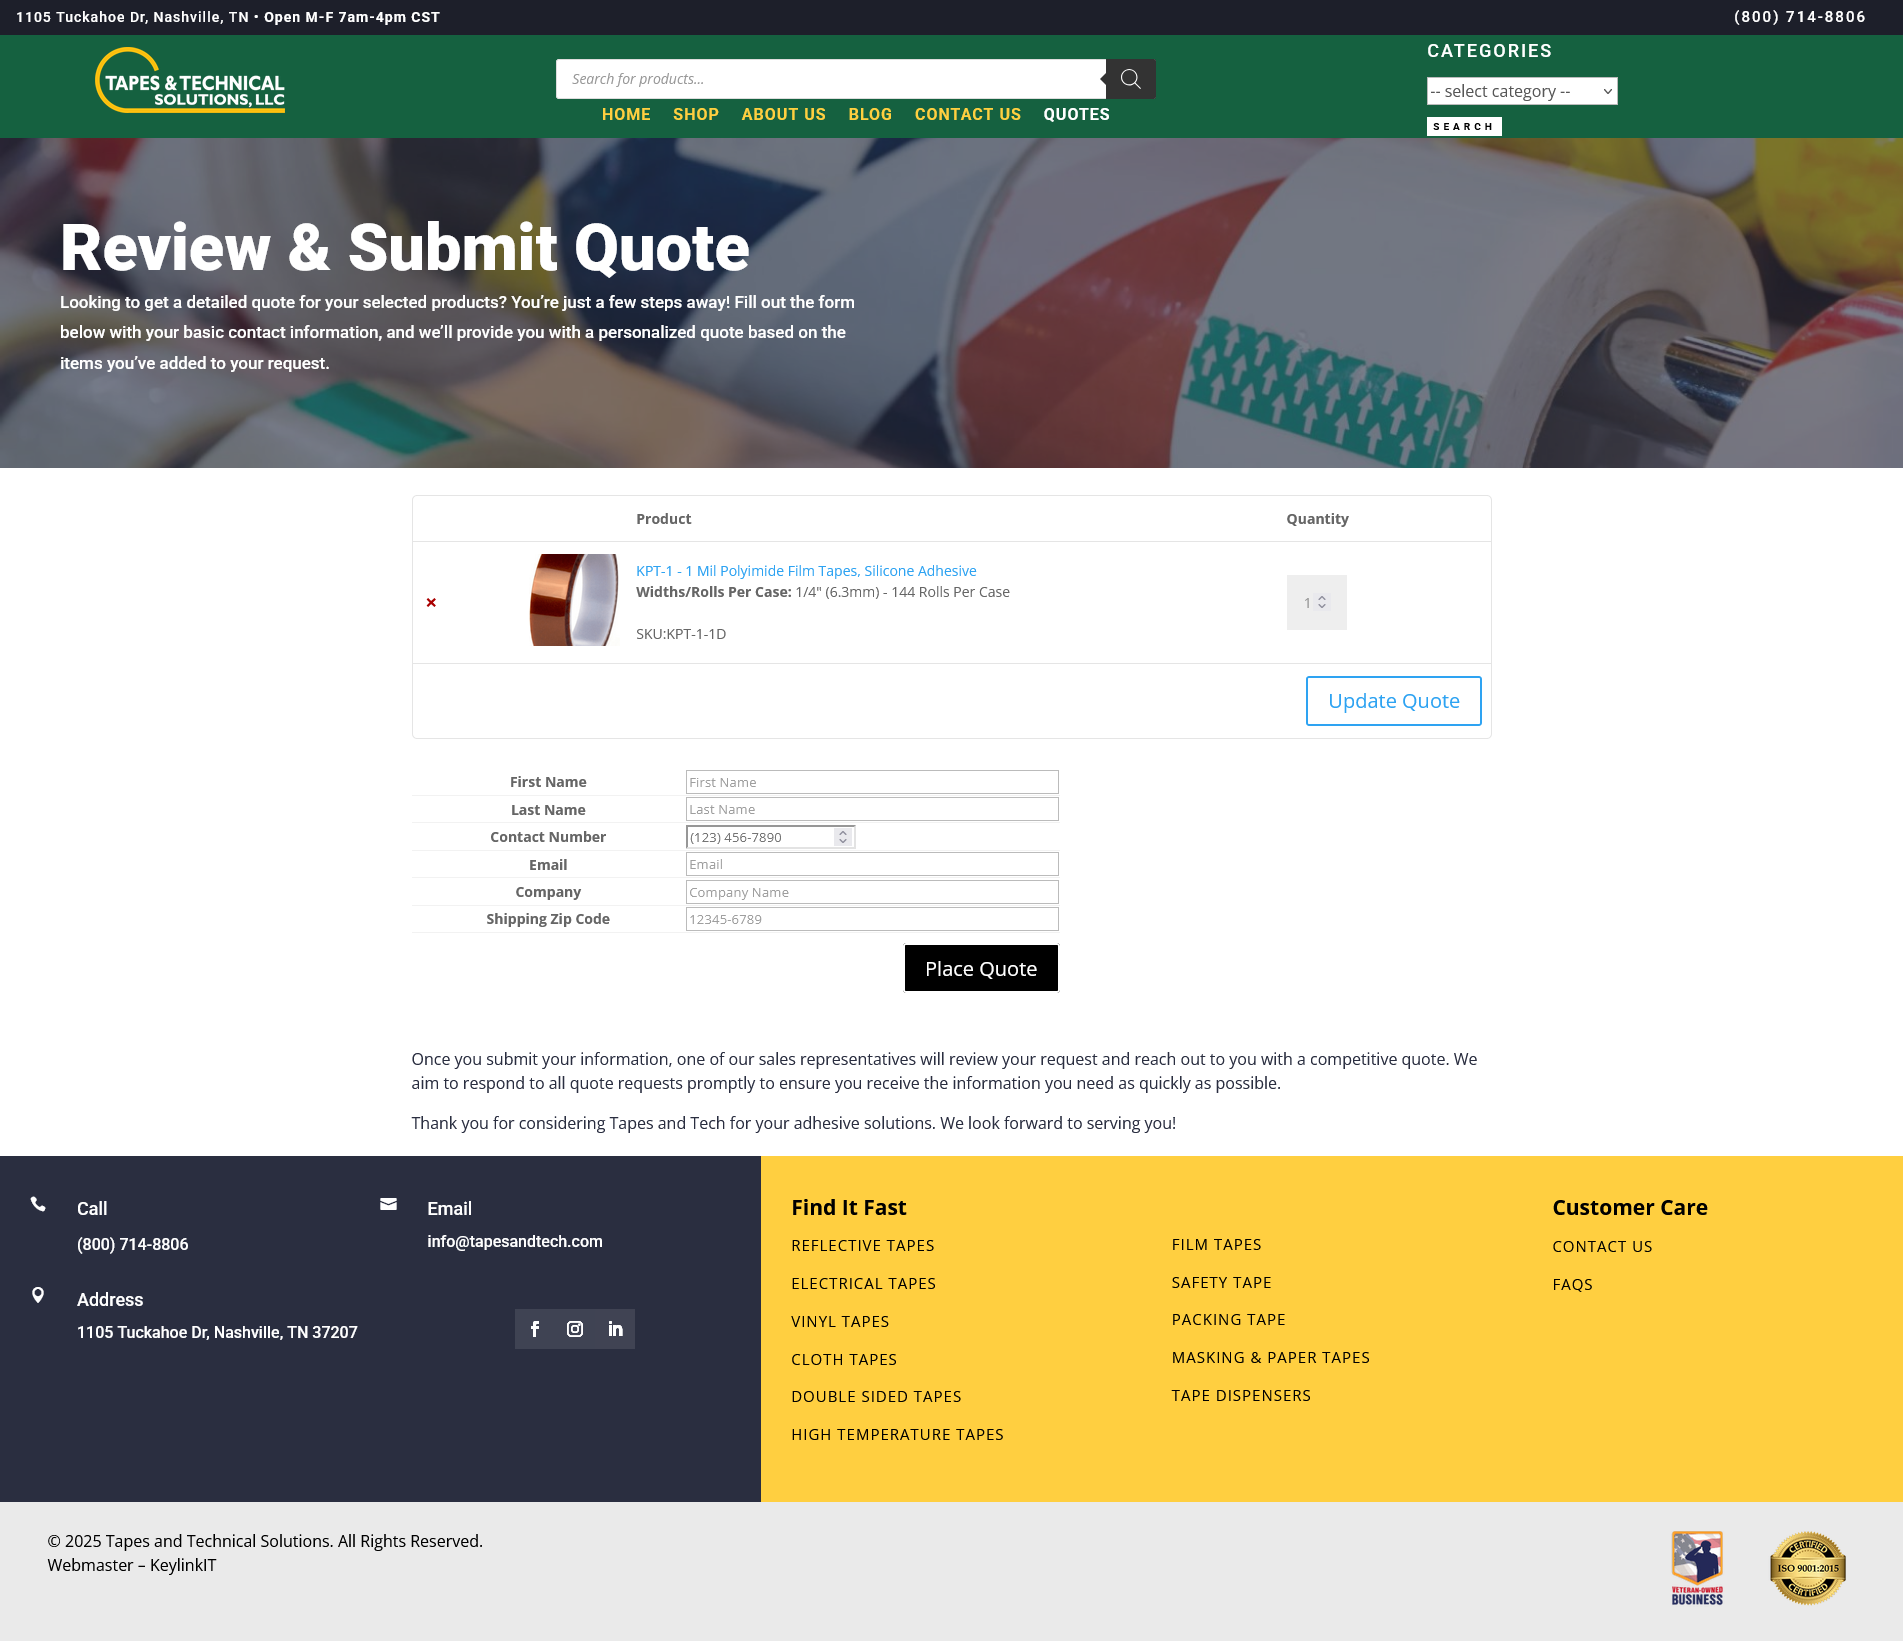 1105 Tuckahoe Dr, Nashville, TN • Open M-F 7am-4pm CST
(800) 714-8806
TAPES & TECHNICAL
SOLUTIONS, LLC
Search for products...
HOME SHOP ABOUT US BLOG CONTACT US QUOTES
CATEGORIES
-- select category --
SEARCH
Review & Submit Quote
Looking to get a detailed quote for your selected products? You’re just a few steps away! Fill out the form
below with your basic contact information, and we’ll provide you with a personalized quote based on the
items you’ve added to your request.
Product Quantity
× KPT-1 - 1 Mil Polyimide Film Tapes, Silicone Adhesive
Widths/Rolls Per Case: 1/4" (6.3mm) - 144 Rolls Per Case
1
SKU:KPT-1-1D
Update Quote
First Name First Name
Last Name Last Name
Contact Number (123) 456-7890
Email Email
Company Company Name
Shipping Zip Code 12345-6789
Place Quote
Once you submit your information, one of our sales representatives will review your request and reach out to you with a competitive quote. We
aim to respond to all quote requests promptly to ensure you receive the information you need as quickly as possible.
Thank you for considering Tapes and Tech for your adhesive solutions. We look forward to serving you!
Call
(800) 714-8806
Email
info@tapesandtech.com
Address
1105 Tuckahoe Dr, Nashville, TN 37207
Find It Fast
REFLECTIVE TAPES
ELECTRICAL TAPES
VINYL TAPES
CLOTH TAPES
DOUBLE SIDED TAPES
HIGH TEMPERATURE TAPES
FILM TAPES
SAFETY TAPE
PACKING TAPE
MASKING & PAPER TAPES
TAPE DISPENSERS
Customer Care
CONTACT US
FAQS
© 2025 Tapes and Technical Solutions. All Rights Reserved.
Webmaster – KeylinkIT
VETERAN-OWNED
BUSINESS
CERTIFIED
ISO 9001:2015
CERTIFIED